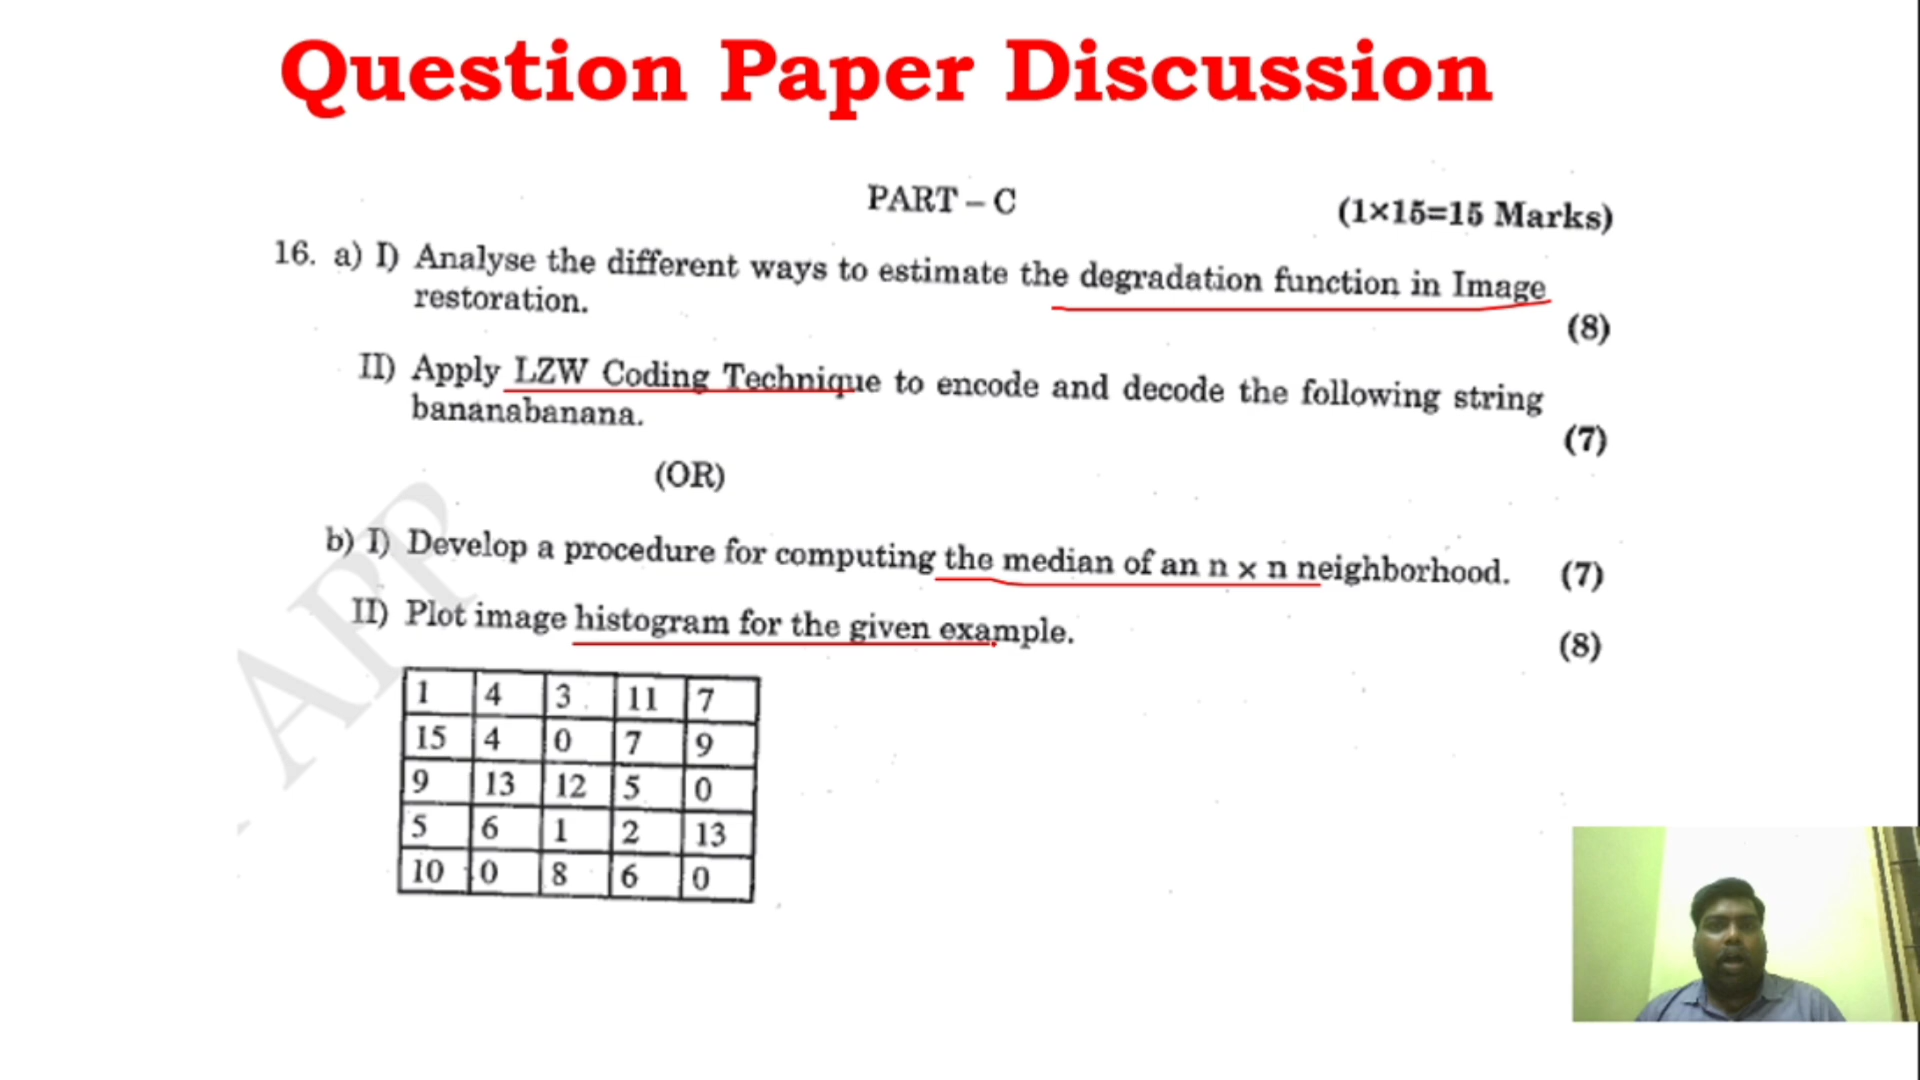 Question Paper Discussion
PART – C
(1×15=15 Marks)
16. a) I) Analyse the different ways to estimate the degradation function in Image
restoration.
(8)
II) Apply LZW Coding Technique to encode and decode the following string
bananabanana.
(7)
(OR)
b) I) Develop a procedure for computing the median of an n × n neighborhood. (7)
II) Plot image histogram for the given example. (8)
1 4 3 11 7
15 4 0 7 9
9 13 12 5 0
5 6 1 2 13
10 0 8 6 0
APP